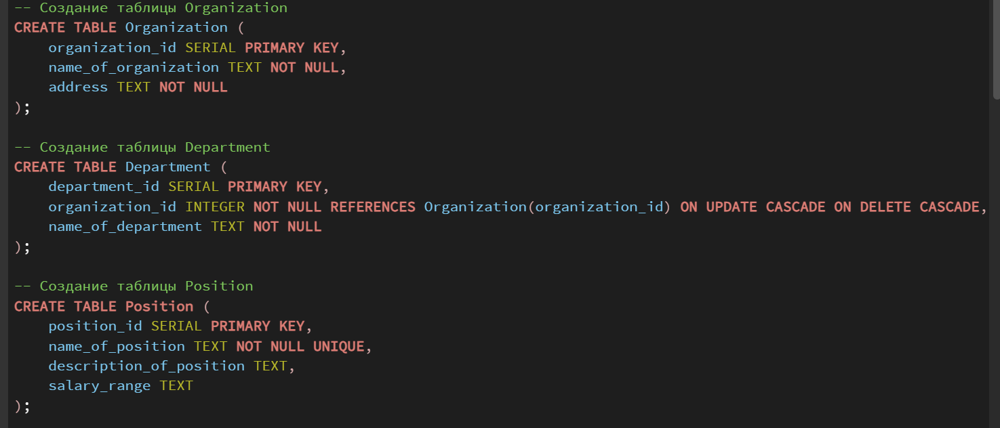 -- Создание таблицы Organization
CREATE TABLE Organization (
    organization_id SERIAL PRIMARY KEY,
    name_of_organization TEXT NOT NULL,
    address TEXT NOT NULL
);

-- Создание таблицы Department
CREATE TABLE Department (
    department_id SERIAL PRIMARY KEY,
    organization_id INTEGER NOT NULL REFERENCES Organization(organization_id) ON UPDATE CASCADE ON DELETE CASCADE,
    name_of_department TEXT NOT NULL
);

-- Создание таблицы Position
CREATE TABLE Position (
    position_id SERIAL PRIMARY KEY,
    name_of_position TEXT NOT NULL UNIQUE,
    description_of_position TEXT,
    salary_range TEXT
);